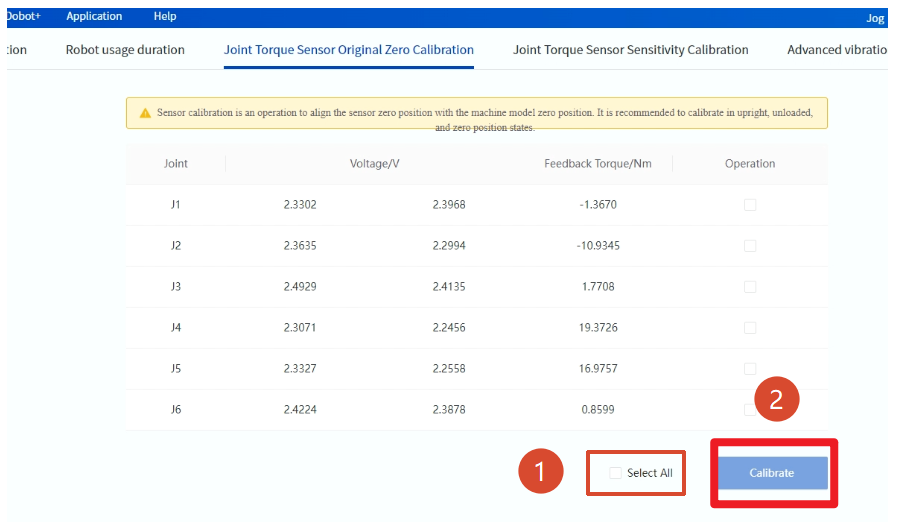 Dobot+ Application Help Jog
tion Robot usage duration Joint Torque Sensor Original Zero Calibration Joint Torque Sensor Sensitivity Calibration Advanced vibratio
Sensor calibration is an operation to align the sensor zero position with the machine model zero position. It is recommended to calibrate in upright, unloaded,
and zero position states.
Joint Voltage/V Feedback Torque/Nm Operation
J1 2.3302 2.3968 -1.3670
J2 2.3635 2.2994 -10.9345
J3 2.4929 2.4135 1.7708
J4 2.3071 2.2456 19.3726
J5 2.3327 2.2558 16.9757
J6 2.4224 2.3878 0.8599
2
1 Select All Calibrate